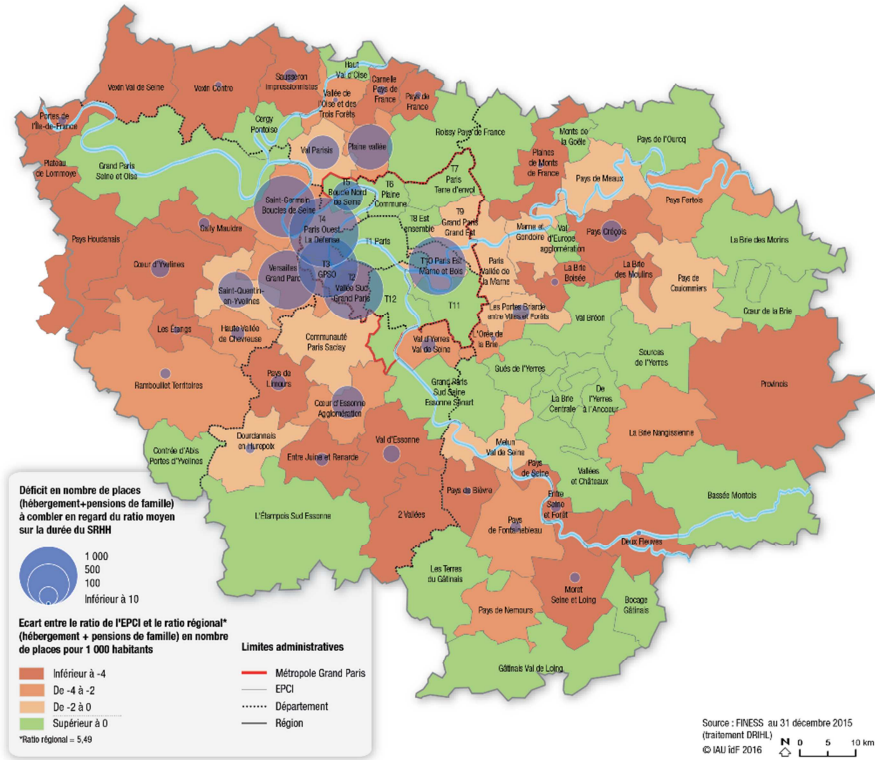 Haut
Val d'Oise
Vexin Val de Seine
Vexin Centre
Sausseron
Impressionnistes
Vallée de
l'Oise et des
Trois Forêts
Carnelle
Pays de
France
Pays de
France
Portes de
l'Île-de-France
Plateau
de Lommoye
Grand Paris
Seine et Oise
Cergy
Pontoise
Val Parisis
Plaine vallée
Roissy Pays de France
Plaines
de Monts
de France
Monts de
la Goële
Pays de l'Ourcq
Pays de Meaux
Pays Fertois
Saint-Germain
Boucles de Seine
T5
Boucle Nord
de Seine
T6
Plaine
Commune
T7
Paris
Terre d'envol
T4
Paris Ouest
La Défense
T1 Paris
T8 Est
ensemble
T9
Grand Paris
Grand Est
Marne et
Gondoire
Val
d'Europe
agglomération
Pays Créçois
La Brie des Morins
Pays Houdanais
Gally Mauldre
Cœur d'Yvelines
Versailles
Grand Parc
T3
GPSO
T2
Vallée Sud
Grand Paris
T10 Paris Est
Marne et Bois
Paris
Vallée de
la Marne
La Brie
Boisée
La Brie
des Moulins
Pays de
Coulommiers
Cœur de la Brie
Saint-Quentin-
en-Yvelines
T12
T11
Les Portes Briarde
entre Villes et Forêts
Val Bréon
Les Étangs
Haute Vallée
de Chevreuse
Communauté
Paris Saclay
Val d'Yerres
Val de Seine
L'Orée de
la Brie
Gués de l'Yerres
Sources
de l'Yerres
Provinois
Rambouillet Territoires
Pays de
Limours
Cœur d'Essonne
Agglomération
Grand Paris
Sud Seine
Essonne Sénart
La Brie
Centrale
De
l'Yerres à
l'Ancoeur
La Brie Nangissienne
Contrée d'Ablis
Portes d'Yvelines
Dourdannais
en Hurepoix
Entre Juine et Renarde
Val d'Essonne
Melun
Val de Seine
Pays
de Seine
Vallées
et Châteaux
Bassée Montois
L'Étampois Sud Essonne
2 Vallées
Pays de Bièvre
Entre
Seine
et Forêt
Pays
de Fontainebleau
Deux Fleuves
Les Terres
du Gâtinais
Moret
Seine et Loing
Pays de Nemours
Bocage
Gâtinais
Gâtinais Val de Loing
Déficit en nombre de places
(hébergement+pensions de famille)
à combler en regard du ratio moyen
sur la durée du SRHH
1 000
500
100
Inférieur à 10
Ecart entre le ratio de l'EPCI et le ratio régional*
(hébergement + pensions de famille) en nombre
de places pour 1 000 habitants
Inférieur à -4
De -4 à -2
De -2 à 0
Supérieur à 0
*Ratio régional = 5,49
Limites administratives
Métropole Grand Paris
EPCI
Département
Région
Source : FINESS au 31 décembre 2015
(traitement DRIHL)
© IAU îdF 2016
N
0 5 10 km